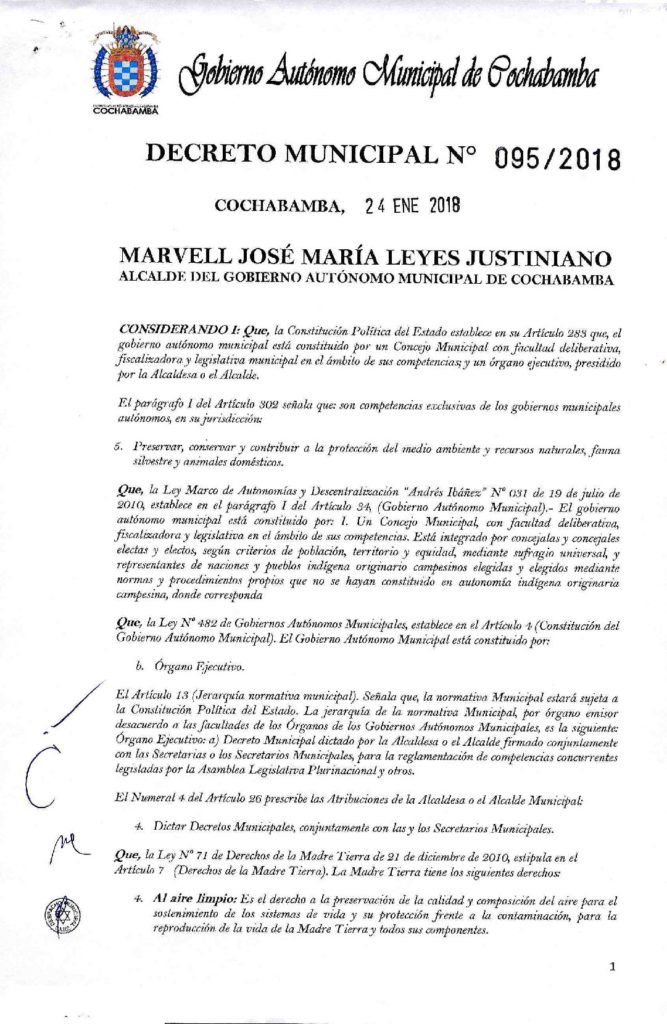 COCHABAMBA
Gobierno Autónomo Municipal de Cochabamba
DECRETO MUNICIPAL N° 095/2018
COCHABAMBA, 24 ENE 2018
MARVELL JOSÉ MARÍA LEYES JUSTINIANO
ALCALDE DEL GOBIERNO AUTÓNOMO MUNICIPAL DE COCHABAMBA
CONSIDERANDO I: Que, la Constitución Política del Estado establece en su Artículo 283 que, el
gobierno autónomo municipal está constituido por un Concejo Municipal con facultad deliberativa,
fiscalizadora y legislativa municipal en el ámbito de sus competencias; y un órgano ejecutivo, presidido
por la Alcaldesa o el Alcalde.
El parágrafo I del Artículo 302 señala que: son competencias exclusivas de los gobiernos municipales
autónomos, en su jurisdicción:
5. Preservar, conservar y contribuir a la protección del medio ambiente y recursos naturales, fauna
silvestre y animales domésticos.
Que, la Ley Marco de Autonomías y Descentralización "Andrés Ibáñez" N° 031 de 19 de julio de
2010, establece en el parágrafo I del Artículo 34, (Gobierno Autónomo Municipal).- El gobierno
autónomo municipal está constituido por: I. Un Concejo Municipal, con facultad deliberativa,
fiscalizadora y legislativa en el ámbito de sus competencias. Está integrado por concejalas y concejales
electas y electos, según criterios de población, territorio y equidad, mediante sufragio universal, y
representantes de naciones y pueblos indígena originario campesinos elegidas y elegidos mediante
normas y procedimientos propios que no se hayan constituido en autonomía indígena originaria
campesina, donde corresponda
Que, la Ley N° 482 de Gobiernos Autónomos Municipales, establece en el Artículo 4 (Constitución del
Gobierno Autónomo Municipal). El Gobierno Autónomo Municipal está constituido por:
b. Órgano Ejecutivo.
El Artículo 13 (Jerarquía normativa municipal). Señala que, la normativa Municipal estará sujeta a
la Constitución Política del Estado. La jerarquía de la normativa Municipal, por órgano emisor
desacuerdo a las facultades de los Órganos de los Gobiernos Autónomos Municipales, es la siguiente:
Órgano Ejecutivo: a) Decreto Municipal dictado por la Alcaldesa o el Alcalde firmado conjuntamente
con las Secretarias o los Secretarios Municipales, para la reglamentación de competencias concurrentes
legisladas por la Asamblea Legislativa Plurinacional y otros.
El Numeral 4 del Artículo 26 prescribe las Atribuciones de la Alcaldesa o el Alcalde Municipal:
4. Dictar Decretos Municipales, conjuntamente con las y los Secretarios Municipales.
Que, la Ley N° 71 de Derechos de la Madre Tierra de 21 de diciembre de 2010, estipula en el
Artículo 7 (Derechos de la Madre Tierra). La Madre Tierra tiene los siguientes derechos:
4. Al aire limpio: Es el derecho a la preservación de la calidad y composición del aire para el
sostenimiento de los sistemas de vida y su protección frente a la contaminación, para la
reproducción de la vida de la Madre Tierra y todos sus componentes.
1